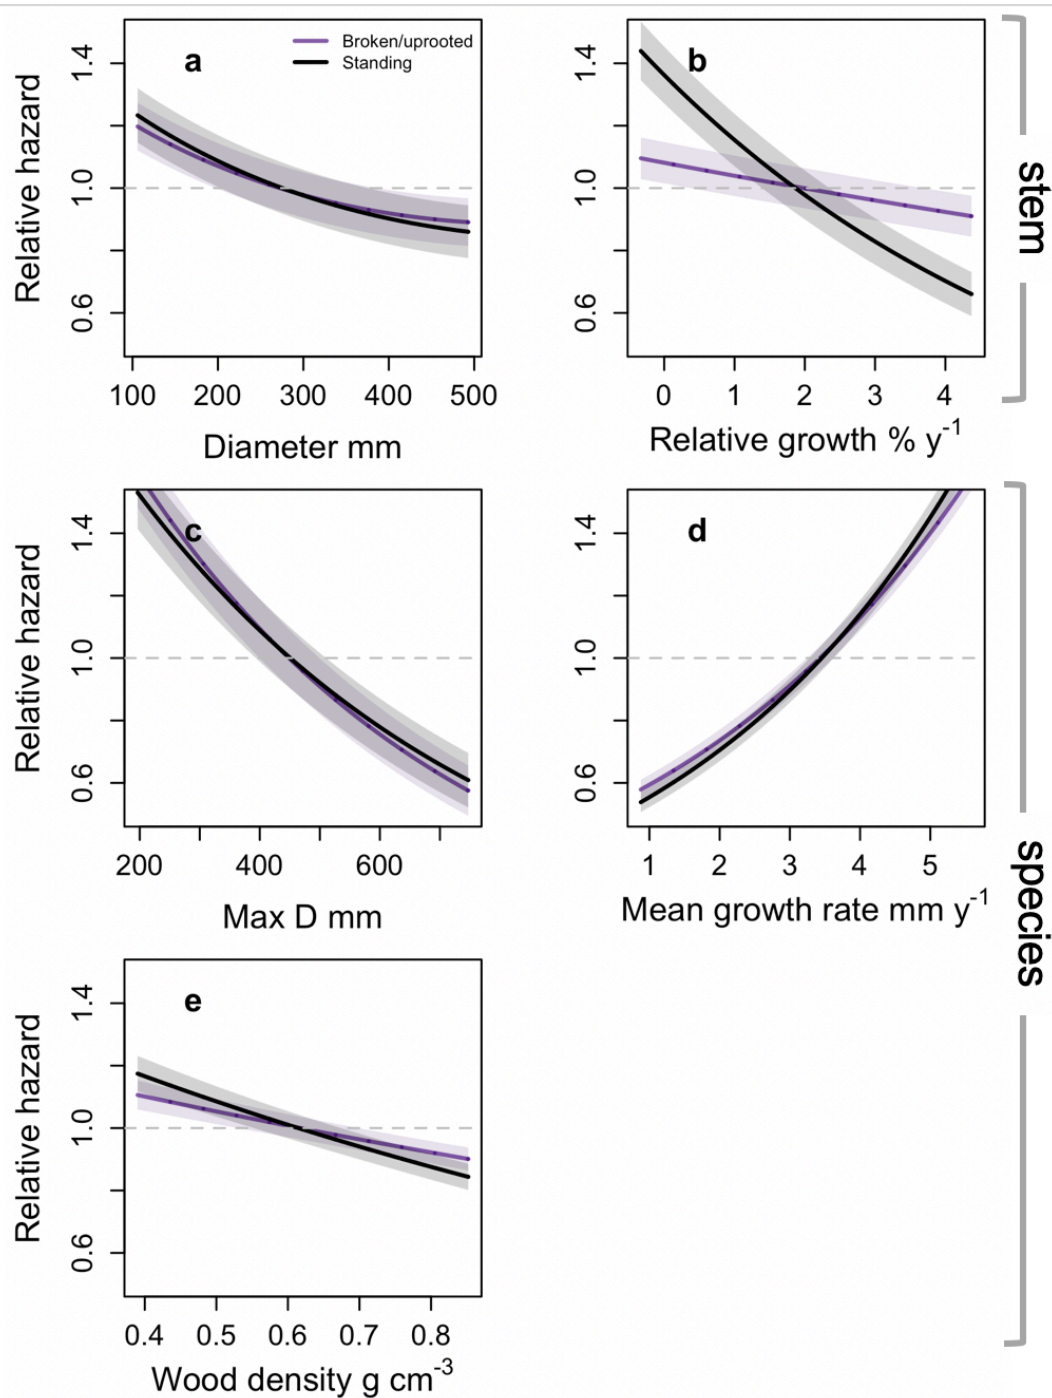 a
Broken/uprooted
Standing
Relative hazard
1.4
1.0
0.6
100 200 300 400 500
Diameter mm
b
1.4
1.0
0.6
0 1 2 3 4
Relative growth % y⁻¹
stem
c
Relative hazard
1.4
1.0
0.6
200 400 600
Max D mm
d
1.4
1.0
0.6
1 2 3 4 5
Mean growth rate mm y⁻¹
species
e
Relative hazard
1.4
1.0
0.6
0.4 0.5 0.6 0.7 0.8
Wood density g cm⁻³